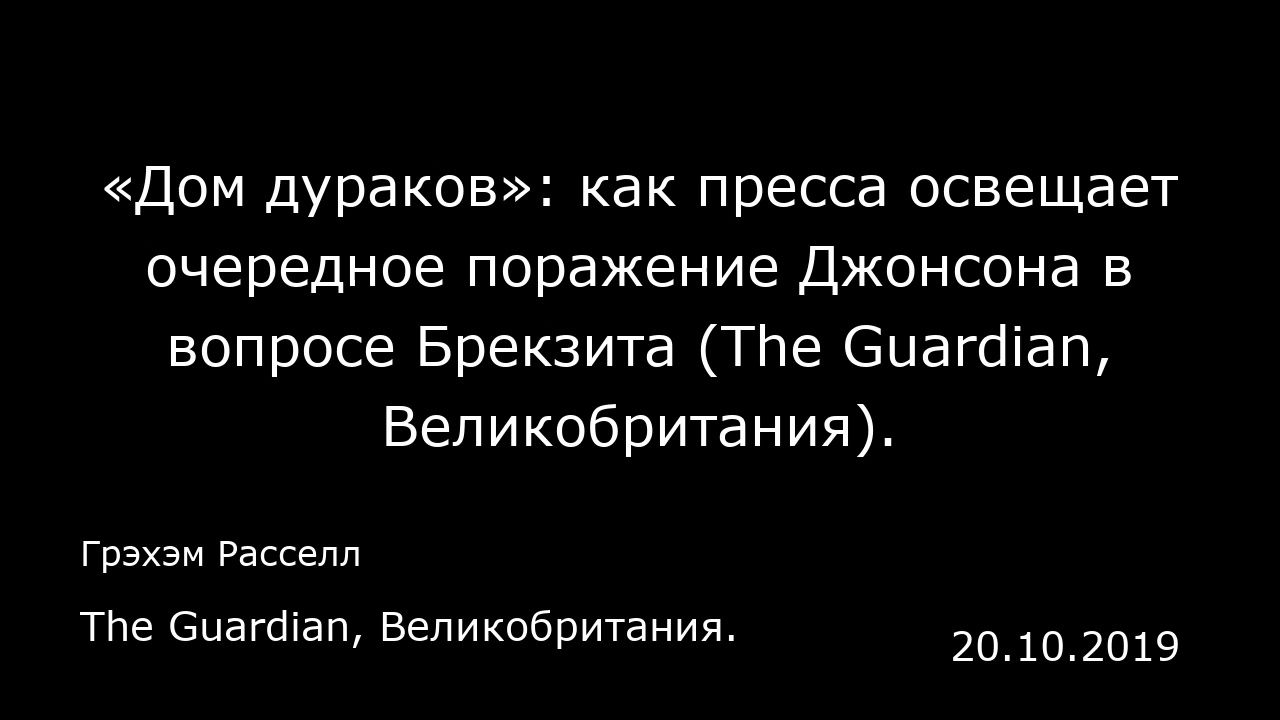 «Дом дураков»: как пресса освещает
очередное поражение Джонсона в
вопросе Брекзита (The Guardian,
Великобритания).
Грэхэм Расселл
The Guardian, Великобритания.
20.10.2019